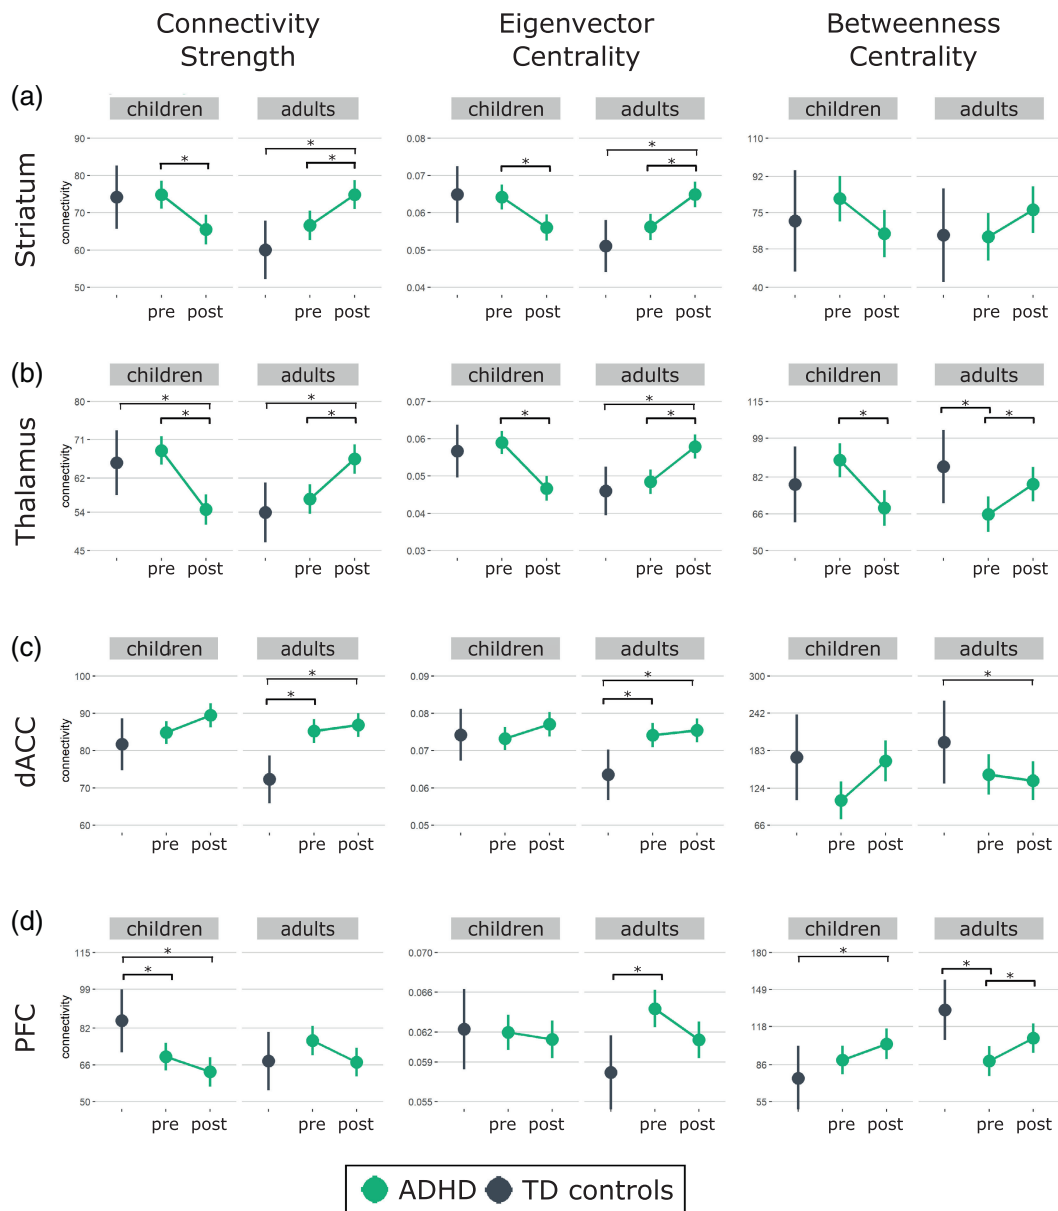 Connectivity Strength
Eigenvector Centrality
Betweenness Centrality
(a)
Striatum
children
adults
children
adults
children
adults
connectivity
90
80
70
60
50
0.08
0.07
0.06
0.05
0.04
110
92
75
58
40
*
*
*
*
*
*
pre post
pre post
pre post
pre post
pre post
pre post
(b)
Thalamus
children
adults
children
adults
children
adults
connectivity
80
71
62
54
45
0.07
0.06
0.05
0.04
0.03
115
99
82
66
50
*
*
*
*
*
*
*
*
*
*
pre post
pre post
pre post
pre post
pre post
pre post
(c)
dACC
children
adults
children
adults
children
adults
connectivity
100
90
80
70
60
0.09
0.08
0.07
0.06
0.05
300
242
183
124
66
*
*
*
*
*
pre post
pre post
pre post
pre post
pre post
pre post
(d)
PFC
children
adults
children
adults
children
adults
connectivity
115
99
82
66
50
0.070
0.066
0.062
0.059
0.055
180
149
118
86
55
*
*
*
*
*
*
pre post
pre post
pre post
pre post
pre post
pre post
ADHD TD controls